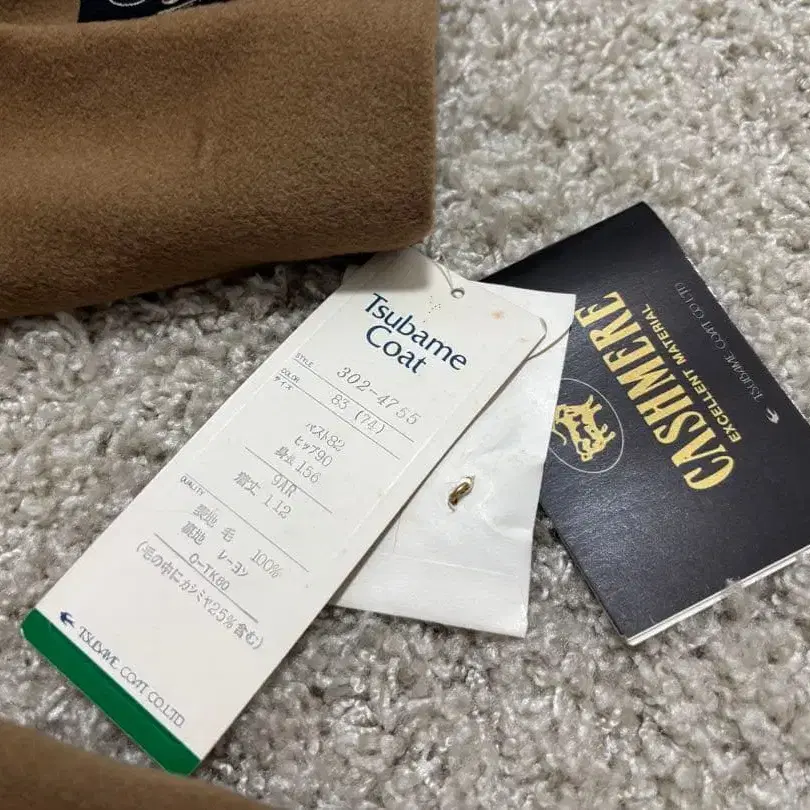 Tsubame
Coat
STYLE 302-4755
COLOR 83 (74)
サイズ
バスト82
ヒップ90
身長156
9AR
着丈 112
QUALITY
表地 毛 100%
裏地 レーヨン
0-TK80
(毛の中にカシミヤ25%含む)
TSUBAME COAT CO.LTD.
CASHMERE
EXCELLENT MATERIAL
TSUBAME COAT CO.LTD